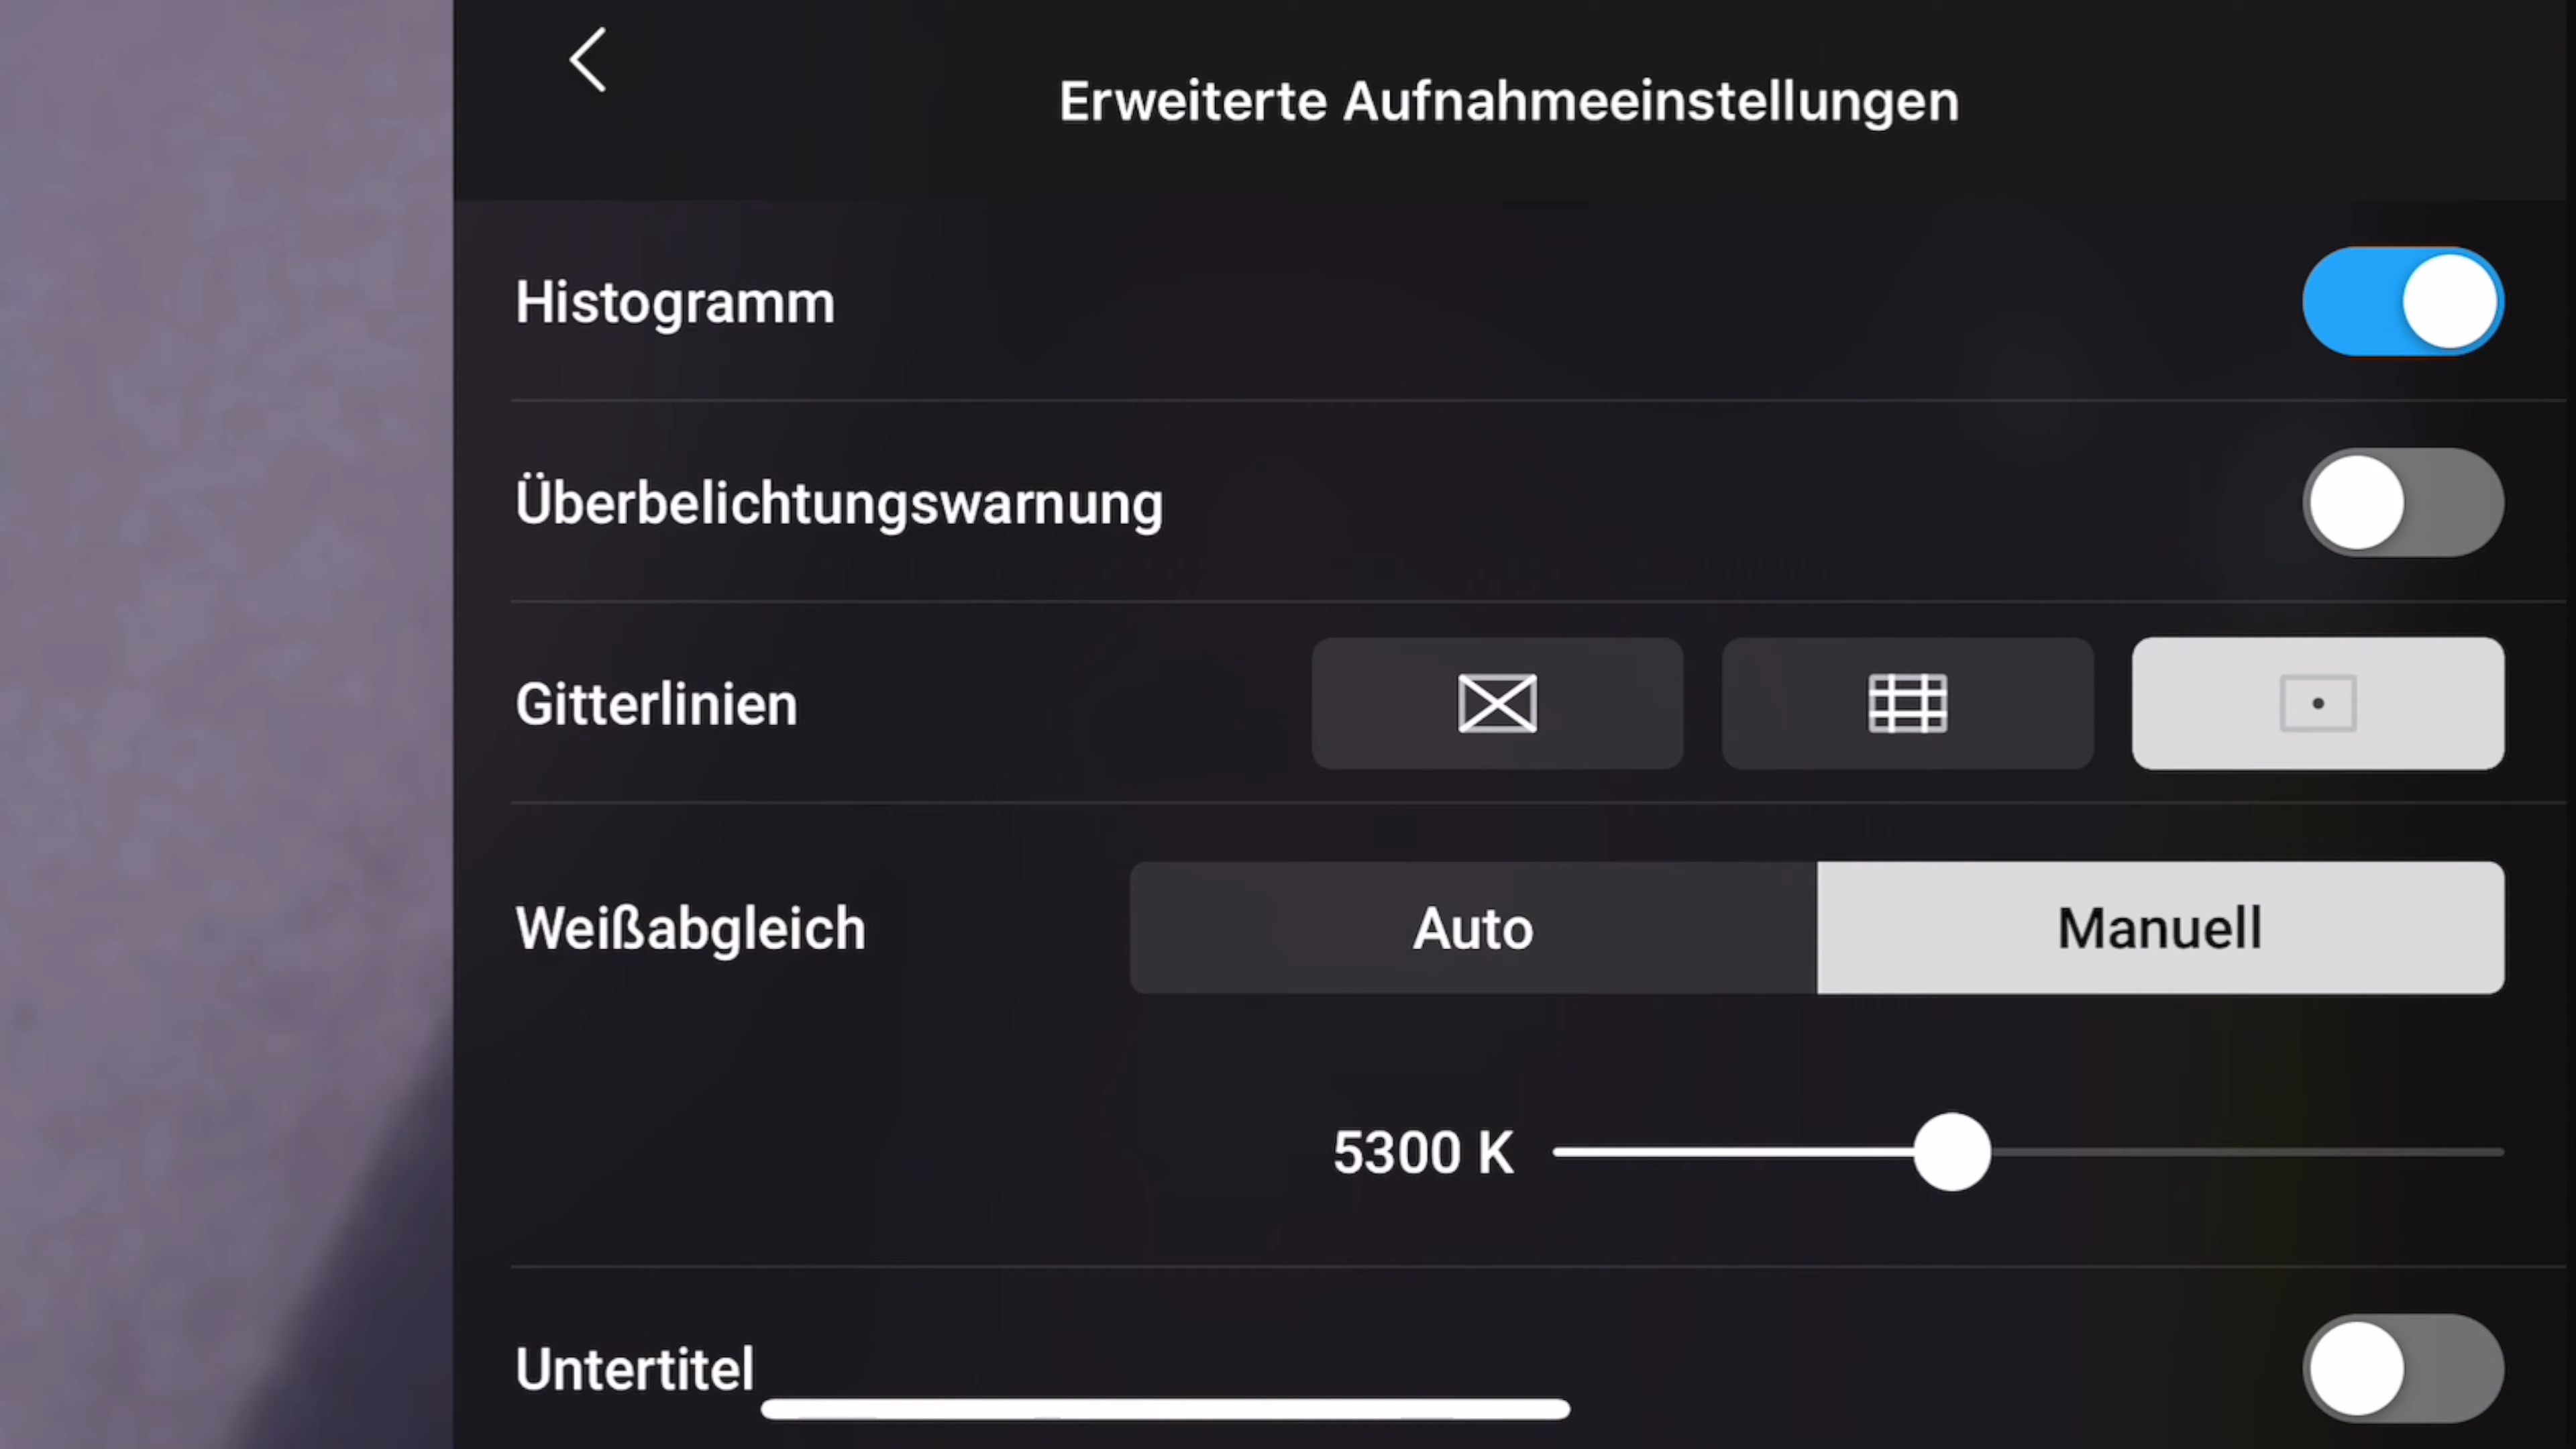 Erweiterte Aufnahmeeinstellungen
Histogramm
Überbelichtungswarnung
Gitterlinien
Weißabgleich Auto Manuell
5300 K
Untertitel